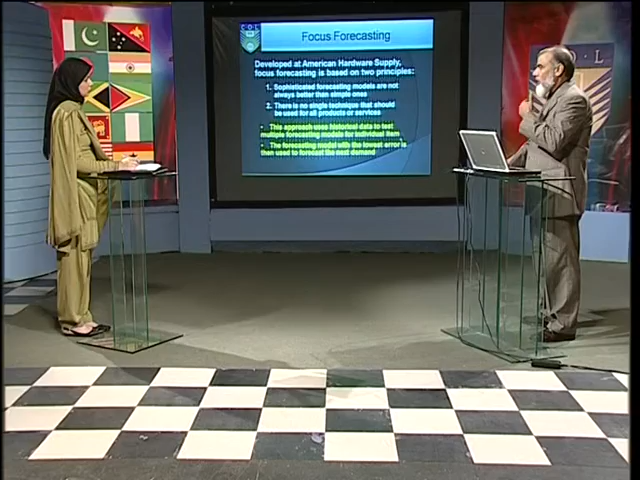 C O L
Focus Forecasting
Developed at American Hardware Supply,
focus forecasting is based on two principles:
1. Sophisticated forecasting models are not
always better than simple ones
2. There is no single technique that should
be used for all products or services
• This approach uses historical data to test
multiple forecasting models for individual item
• The forecasting model with the lowest error is
then used to forecast the next demand
O L